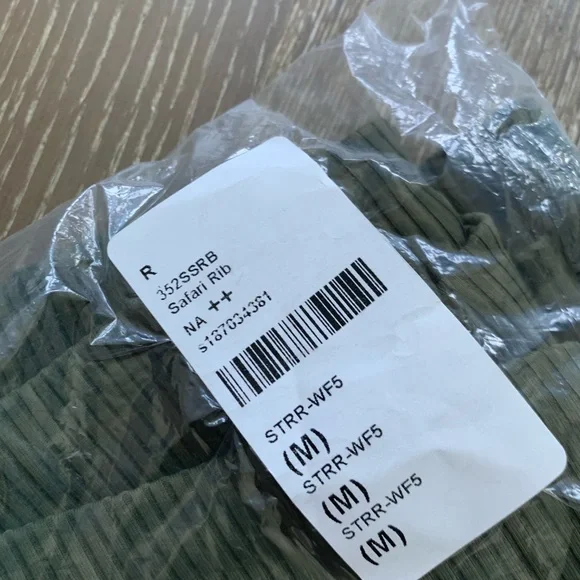 R
352SSRB
Safari Rib
NA ++
s187034381
STRR-WF5
(M)
STRR-WF5
(M)
STRR-WF5
(M)